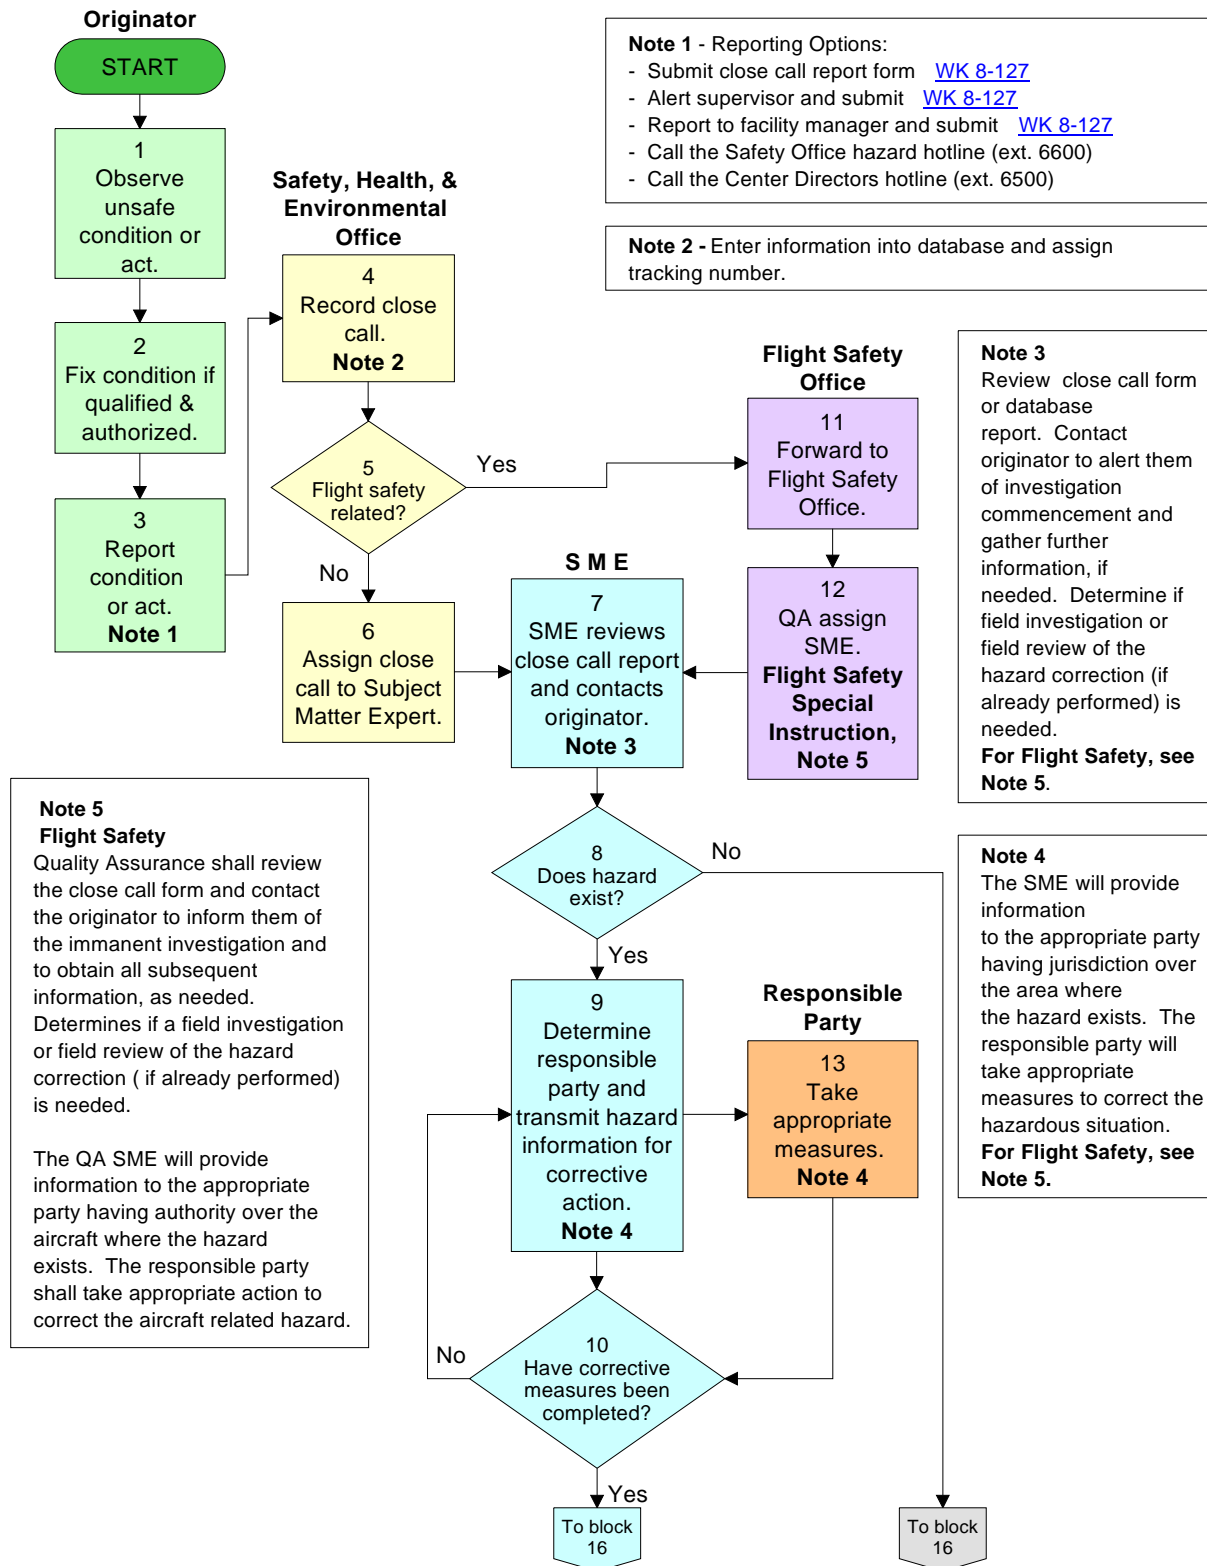 Originator
START
1
Observe
unsafe
condition or
act.
2
Fix condition if
qualified &
authorized.
3
Report
condition
or act.
Note 1
Safety, Health, &
Environmental
Office
4
Record close
call.
Note 2
5
Flight safety
related?
Yes
No
6
Assign close
call to Subject
Matter Expert.
Note 1 - Reporting Options:
- Submit close call report form WK 8-127
- Alert supervisor and submit WK 8-127
- Report to facility manager and submit WK 8-127
- Call the Safety Office hazard hotline (ext. 6600)
- Call the Center Directors hotline (ext. 6500)
Note 2 - Enter information into database and assign
tracking number.
Flight Safety
Office
11
Forward to
Flight Safety
Office.
12
QA assign
SME.
Flight Safety
Special
Instruction,
Note 5
S M E
7
SME reviews
close call report
and contacts
originator.
Note 3
8
Does hazard
exist?
No
Yes
9
Determine
responsible
party and
transmit hazard
information for
corrective
action.
Note 4
Responsible
Party
13
Take
appropriate
measures.
Note 4
10
Have corrective
measures been
completed?
No
Yes
To block
16
To block
16
Note 3
Review close call form
or database
report. Contact
originator to alert them
of investigation
commencement and
gather further
information, if
needed. Determine if
field investigation or
field review of the
hazard correction (if
already performed) is
needed.
For Flight Safety, see
Note 5.
Note 4
The SME will provide
information
to the appropriate party
having jurisdiction over
the area where
the hazard exists. The
responsible party will
take appropriate
measures to correct the
hazardous situation.
For Flight Safety, see
Note 5.
Note 5
Flight Safety
Quality Assurance shall review
the close call form and contact
the originator to inform them of
the immanent investigation and
to obtain all subsequent
information, as needed.
Determines if a field investigation
or field review of the hazard
correction ( if already performed)
is needed.
The QA SME will provide
information to the appropriate
party having authority over the
aircraft where the hazard
exists. The responsible party
shall take appropriate action to
correct the aircraft related hazard.